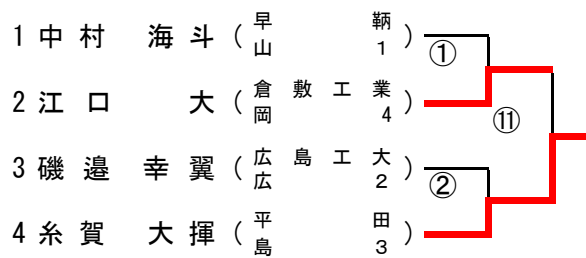 1 中村 海斗 (早鞆 山1)
①
2 江口 大 (倉敷工業 岡4)
⑪
3 磯邉 幸翼 (広島工大 広2)
②
4 糸賀 大揮 (平田 島3)